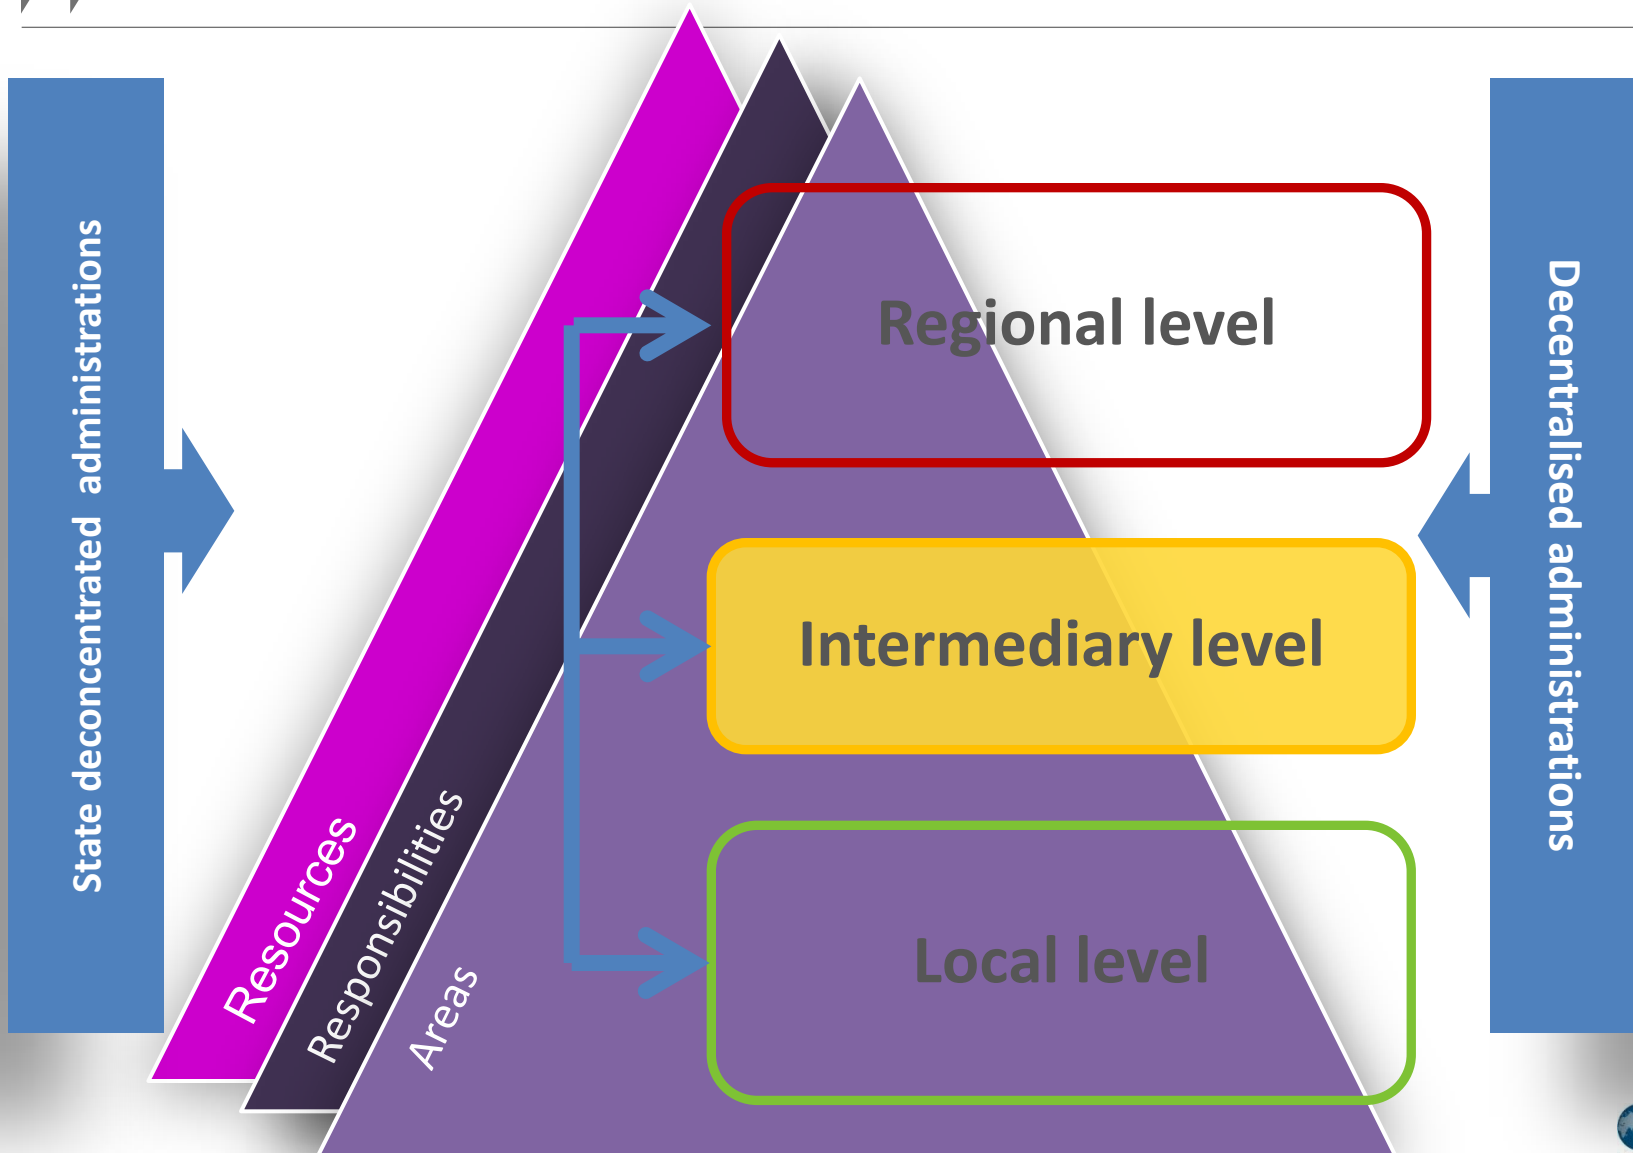 State deconcentrated administrations
Resources
Responsibilities
Areas
Regional level
Intermediary level
Local level
Decentralised administrations